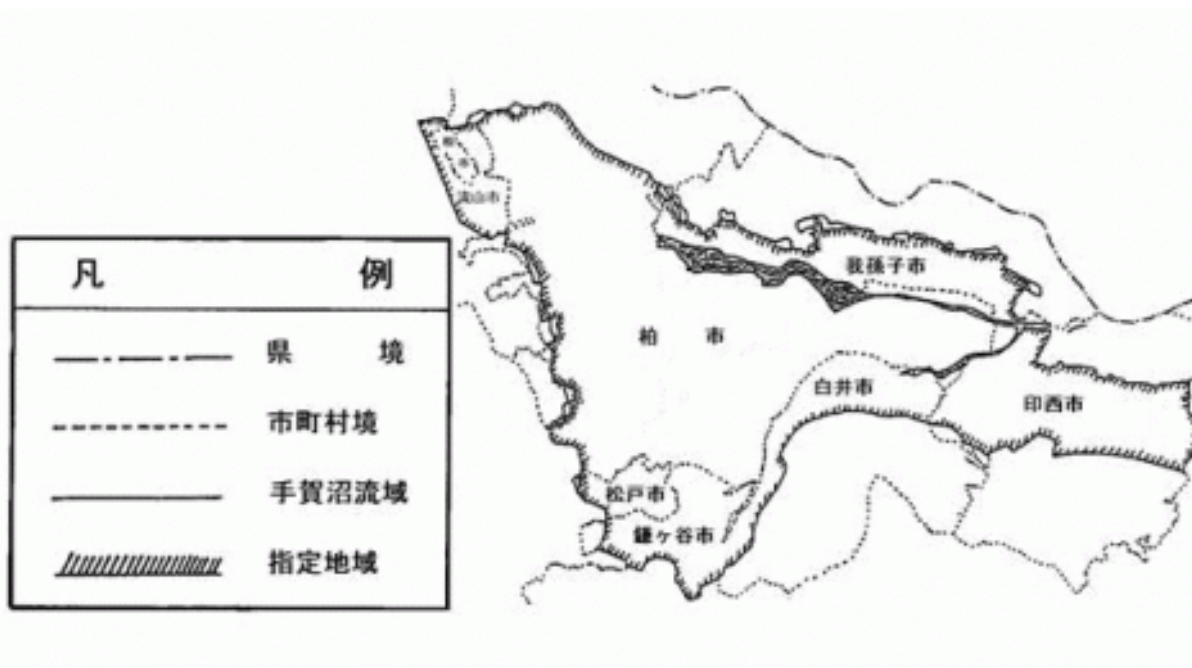 凡 例
県 境
市町村境
手賀沼流域
指定地域
流山市
我孫子市
柏 市
白井市
印西市
松戸市
鎌ヶ谷市